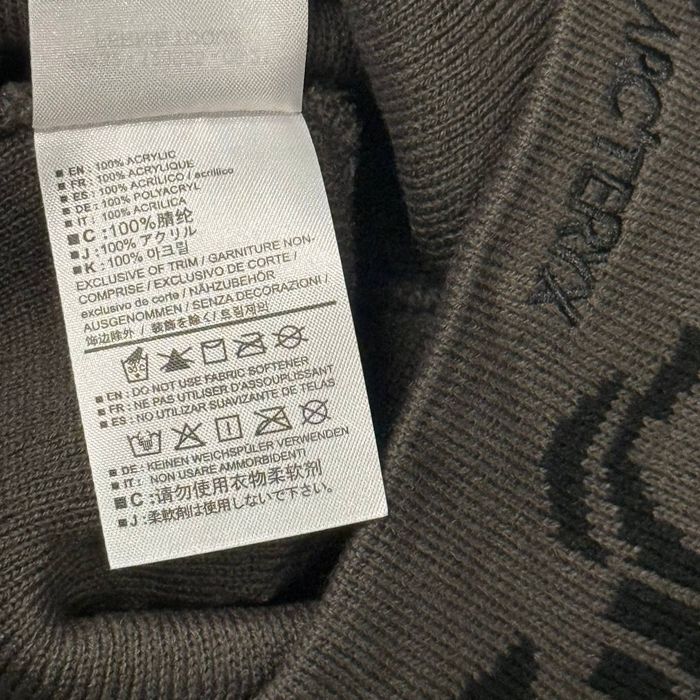 EN : 100% ACRYLIC
FR : 100% ACRYLIQUE
ES : 100% ACRILICO / acrílico
DE : 100% POLYACRYL
IT : 100% ACRILICA
C : 100%腈纶
J : 100% アクリル
K : 100% 아크릴
EXCLUSIVE OF TRIM / GARNITURE NON-
COMPRISE / EXCLUSIVO DE CORTE /
exclusivo de corte / NÄHZUBEHÖR
AUSGENOMMEN / SENZA DECORAZIONI /
饰边除外 / 装飾を除く / 트림제외
EN : DO NOT USE FABRIC SOFTENER
FR : NE PAS UTILISER D'ASSOUPLISSANT
ES : NO UTILIZAR SUAVIZANTE DE TELAS
DE : KEINEN WEICHSPÜLER VERWENDEN
IT : NON USARE AMMORBIDENTI
C : 请勿使用衣物柔软剂
J : 柔軟剤は使用しないで下さい。
ARC'TERYX